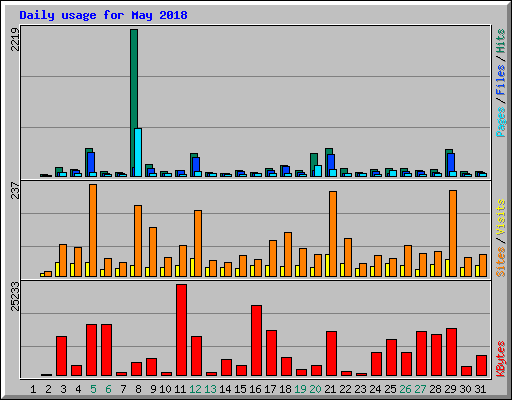 Daily usage for May 2018
2219
Pages / Files / Hits
237
Sites / Visits
25233
KBytes
1 2 3 4 5 6 7 8 9 10 11 12 13 14 15 16 17 18 19 20 21 22 23 24 25 26 27 28 29 30 31